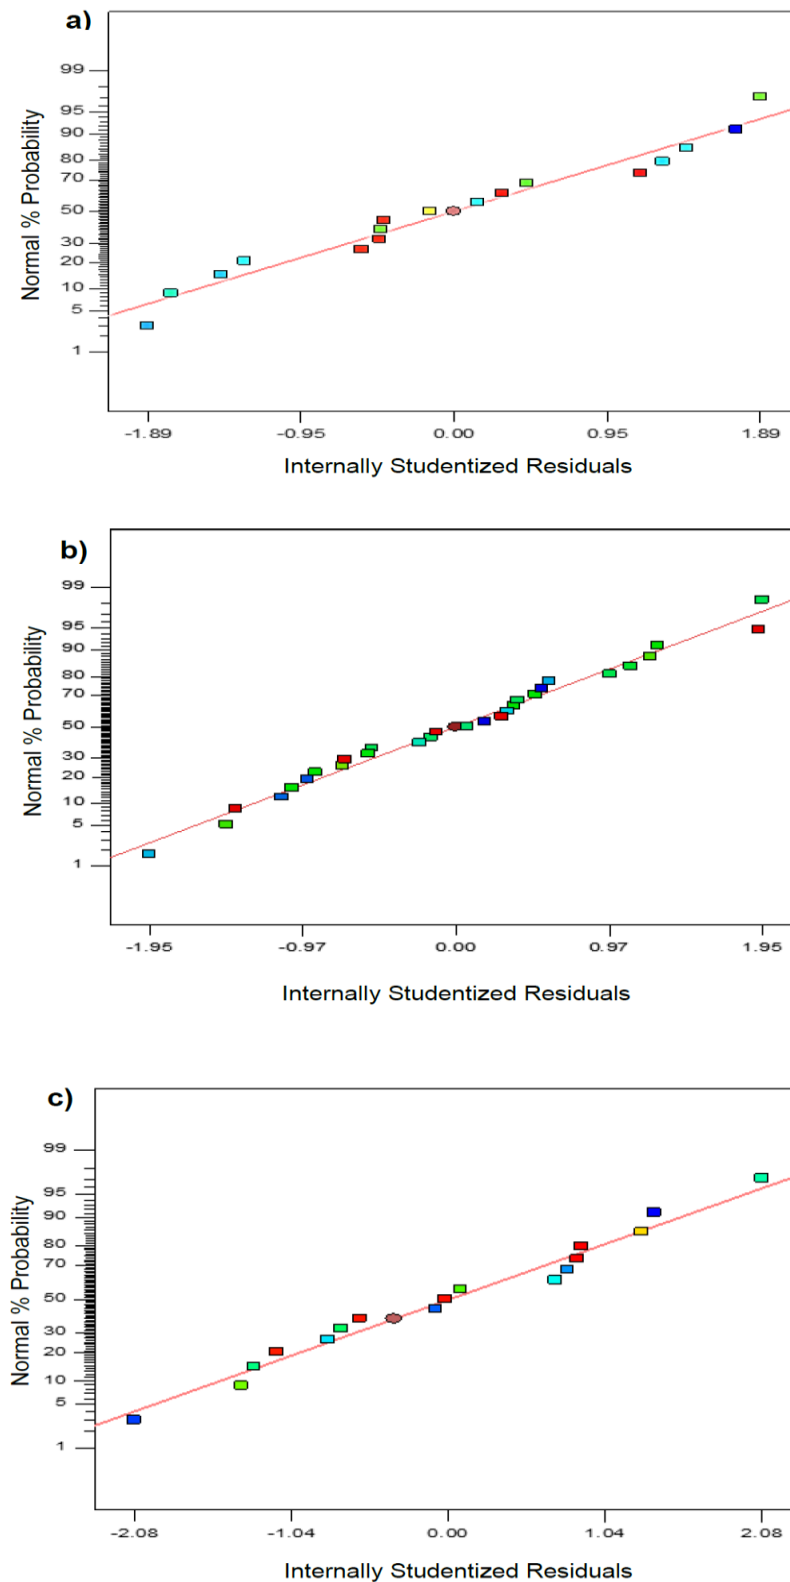 a)
99
95
90
80
70
50
30
20
10
5
1
Normal % Probability
-1.89 -0.95 0.00 0.95 1.89
Internally Studentized Residuals
b)
99
95
90
80
70
50
30
20
10
5
1
Normal % Probability
-1.95 -0.97 0.00 0.97 1.95
Internally Studentized Residuals
c)
99
95
90
80
70
50
30
20
10
5
1
Normal % Probability
-2.08 -1.04 0.00 1.04 2.08
Internally Studentized Residuals